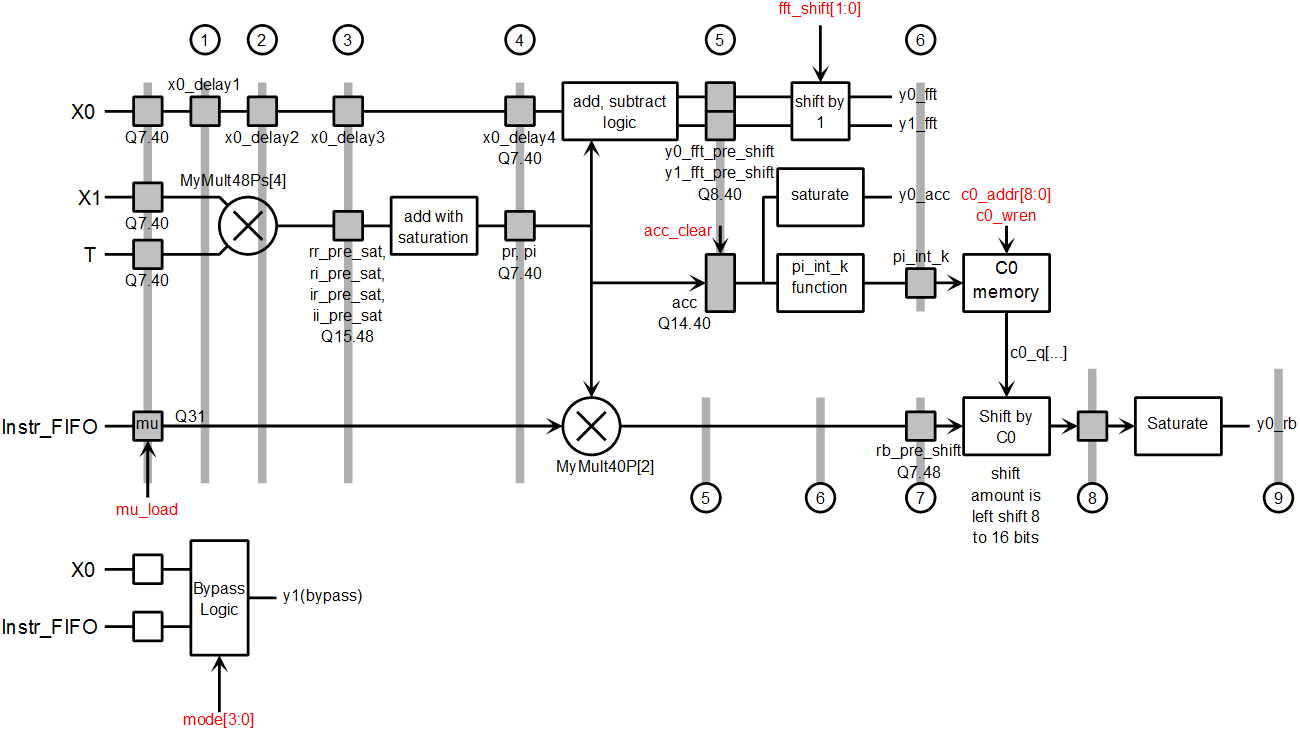 fft_shift[1:0]
1
2
3
4
5
6
x0_delay1
X0
Q7.40
x0_delay2
x0_delay3
x0_delay4
Q7.40
add, subtract
logic
shift by
1
y0_fft
y1_fft
y0_fft_pre_shift
y1_fft_pre_shift
Q8.40
MyMult48Ps[4]
X1
Q7.40
T
Q7.40
add with
saturation
rr_pre_sat,
ri_pre_sat,
ir_pre_sat,
ii_pre_sat
Q15.48
pr, pi
Q7.40
saturate
y0_acc
c0_addr[8:0]
c0_wren
acc_clear
acc
Q14.40
pi_int_k
function
pi_int_k
C0
memory
c0_q[...]
Instr_FIFO
mu
Q31
MyMult40P[2]
rb_pre_shift
Q7.48
Shift by
C0
Saturate
y0_rb
shift
amount is
left shift 8
to 16 bits
5
6
7
8
9
mu_load
X0
Instr_FIFO
Bypass
Logic
y1(bypass)
mode[3:0]